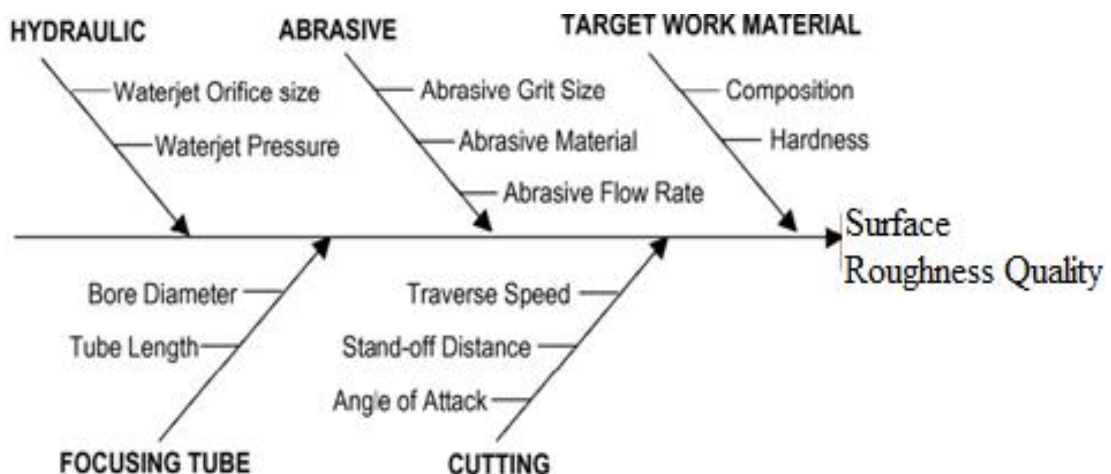 HYDRAULIC
ABRASIVE
TARGET WORK MATERIAL
Waterjet Orifice size
Abrasive Grit Size
Composition
Waterjet Pressure
Abrasive Material
Hardness
Abrasive Flow Rate
Surface
Roughness Quality
Bore Diameter
Traverse Speed
Tube Length
Stand-off Distance
Angle of Attack
FOCUSING TUBE
CUTTING